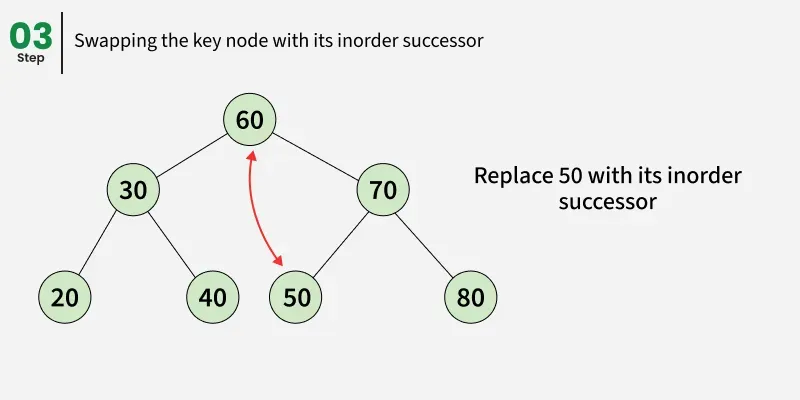 03
Step
Swapping the key node with its inorder successor
60
30
70
20
40
50
80
Replace 50 with its inorder
successor